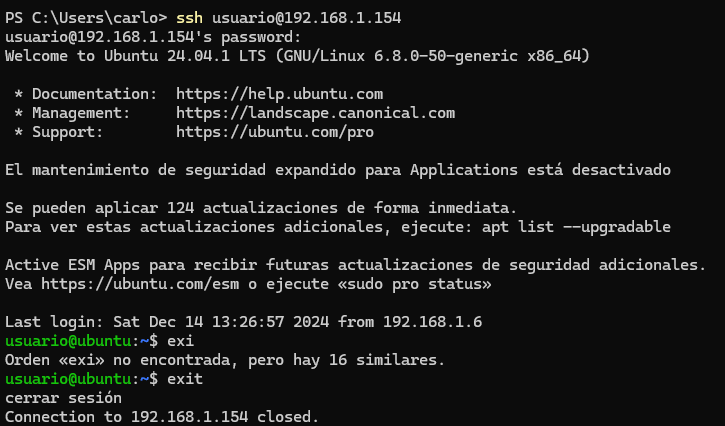 PS C:\Users\carlo> ssh usuario@192.168.1.154
usuario@192.168.1.154's password:
Welcome to Ubuntu 24.04.1 LTS (GNU/Linux 6.8.0-50-generic x86_64)
* Documentation:  https://help.ubuntu.com
* Management:     https://landscape.canonical.com
* Support:        https://ubuntu.com/pro
El mantenimiento de seguridad expandido para Applications está desactivado
Se pueden aplicar 124 actualizaciones de forma inmediata.
Para ver estas actualizaciones adicionales, ejecute: apt list --upgradable
Active ESM Apps para recibir futuras actualizaciones de seguridad adicionales.
Vea https://ubuntu.com/esm o ejecute «sudo pro status»
Last login: Sat Dec 14 13:26:57 2024 from 192.168.1.6
usuario@ubuntu:~$ exi
Orden «exi» no encontrada, pero hay 16 similares.
usuario@ubuntu:~$ exit
cerrar sesión
Connection to 192.168.1.154 closed.